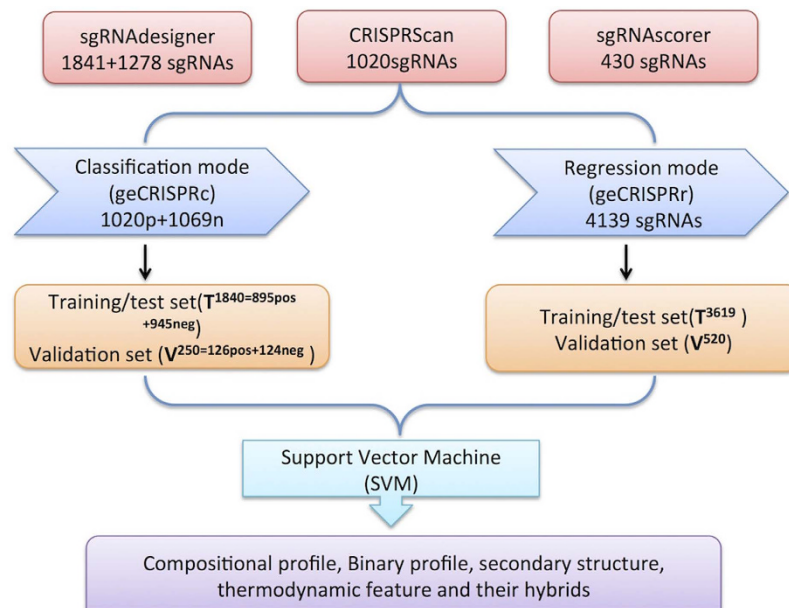 sgRNAdesigner
1841+1278 sgRNAs
CRISPRScan
1020sgRNAs
sgRNAscorer
430 sgRNAs
Classification mode
(geCRISPRc)
1020p+1069n
Regression mode
(geCRISPRr)
4139 sgRNAs
Training/test set(T1840=895pos
+945neg)
Validation set (V250=126pos+124neg )
Training/test set(T3619 )
Validation set (V520)
Support Vector Machine
(SVM)
Compositional profile, Binary profile, secondary structure,
thermodynamic feature and their hybrids